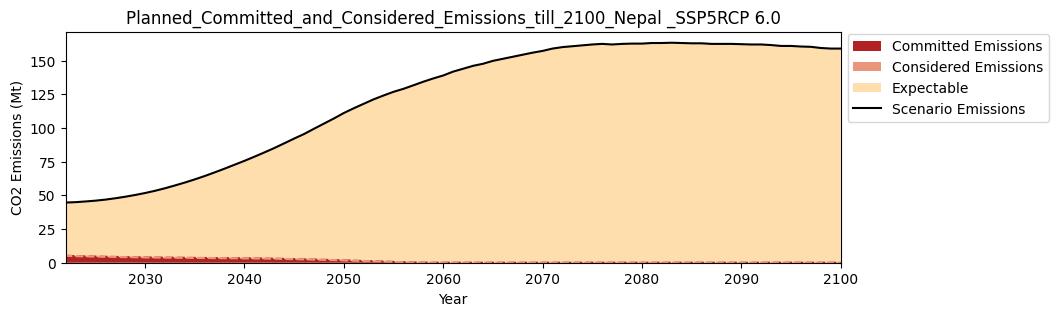 Planned_Committed_and_Considered_Emissions_till_2100_Nepal _SSP5RCP 6.0
CO2 Emissions (Mt)
150
125
100
75
50
25
0
2030 2040 2050 2060 2070 2080 2090 2100
Year
Committed Emissions
Considered Emissions
Expectable
Scenario Emissions